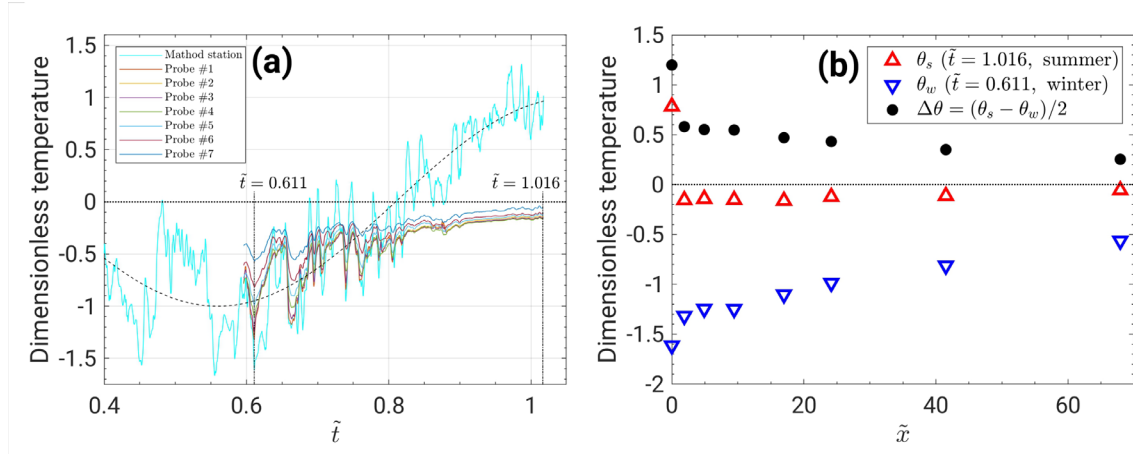 (a)
Mathod station
Probe #1
Probe #2
Probe #3
Probe #4
Probe #5
Probe #6
Probe #7
t̃ = 0.611
t̃ = 1.016
1.5
1
0.5
0
-0.5
-1
-1.5
0.4
0.6
0.8
1
t̃
Dimensionless temperature
(b)
θs (t̃ = 1.016, summer)
θw (t̃ = 0.611, winter)
Δθ = (θs − θw)/2
1.5
1
0.5
0
-0.5
-1
-1.5
-2
0
20
40
60
x̃
Dimensionless temperature